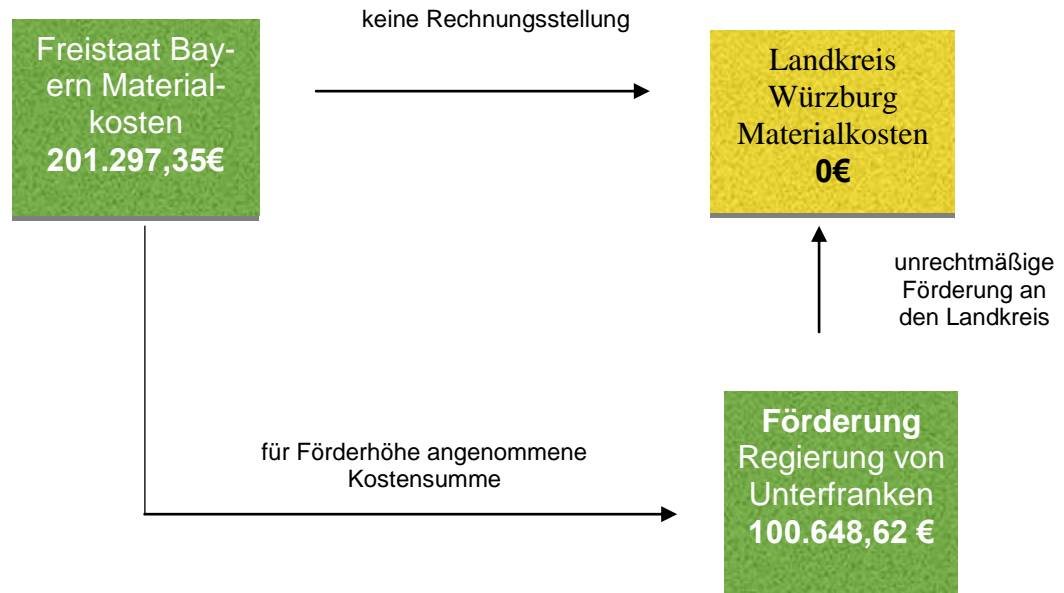 keine Rechnungsstellung
Freistaat Bay-
ern Material-
kosten
201.297,35€
Landkreis
Würzburg
Materialkosten
0€
unrechtmäßige
Förderung an
den Landkreis
für Förderhöhe angenommene
Kostensumme
Förderung
Regierung von
Unterfranken
100.648,62 €